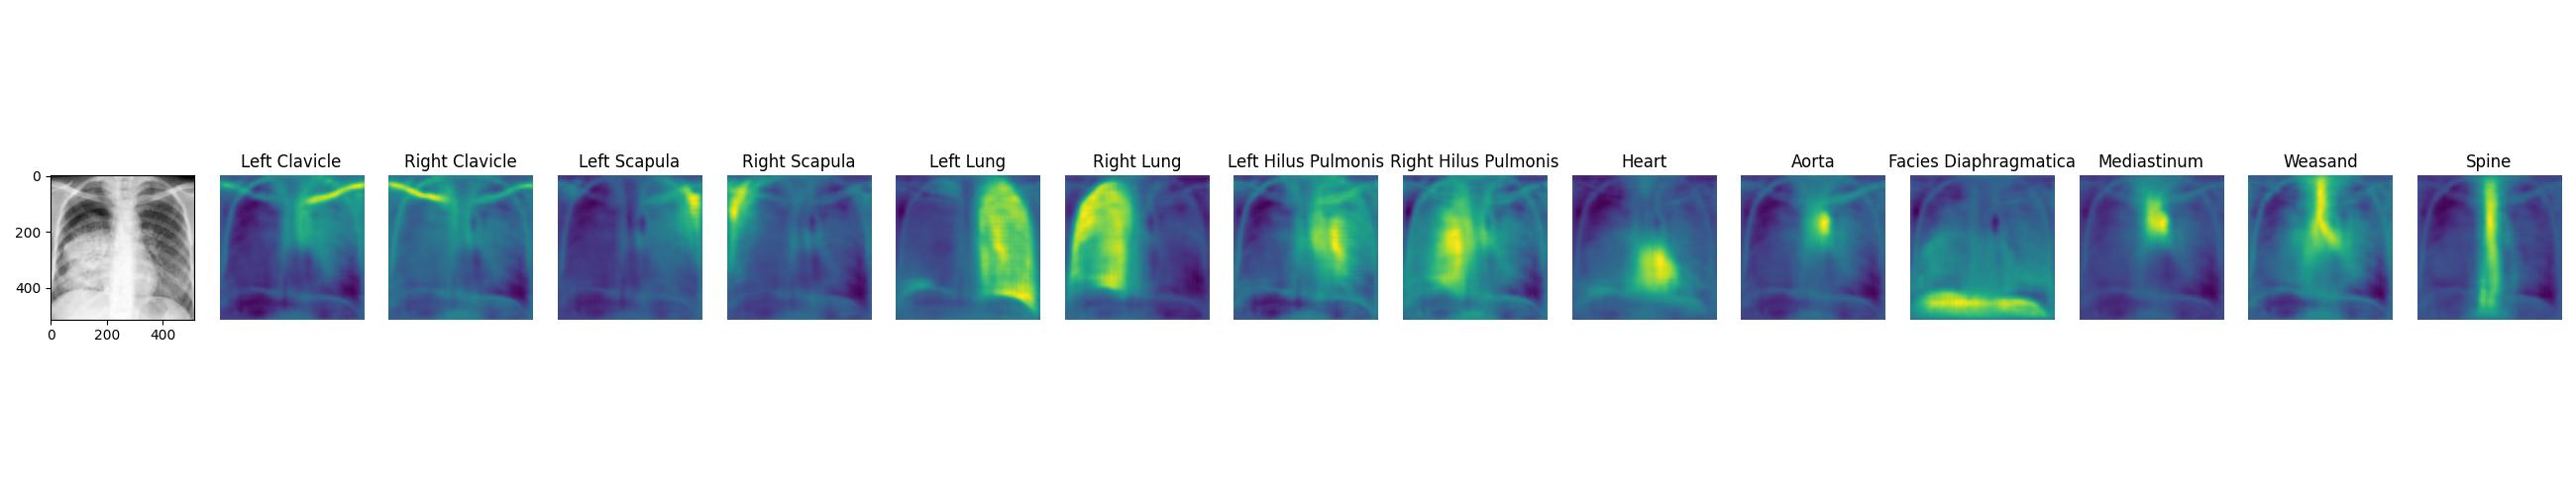 Left Clavicle
Right Clavicle
Left Scapula
Right Scapula
Left Lung
Right Lung
Left Hilus Pulmonis
Right Hilus Pulmonis
Heart
Aorta
Facies Diaphragmatica
Mediastinum
Weasand
Spine
0
200
400
0 200 400